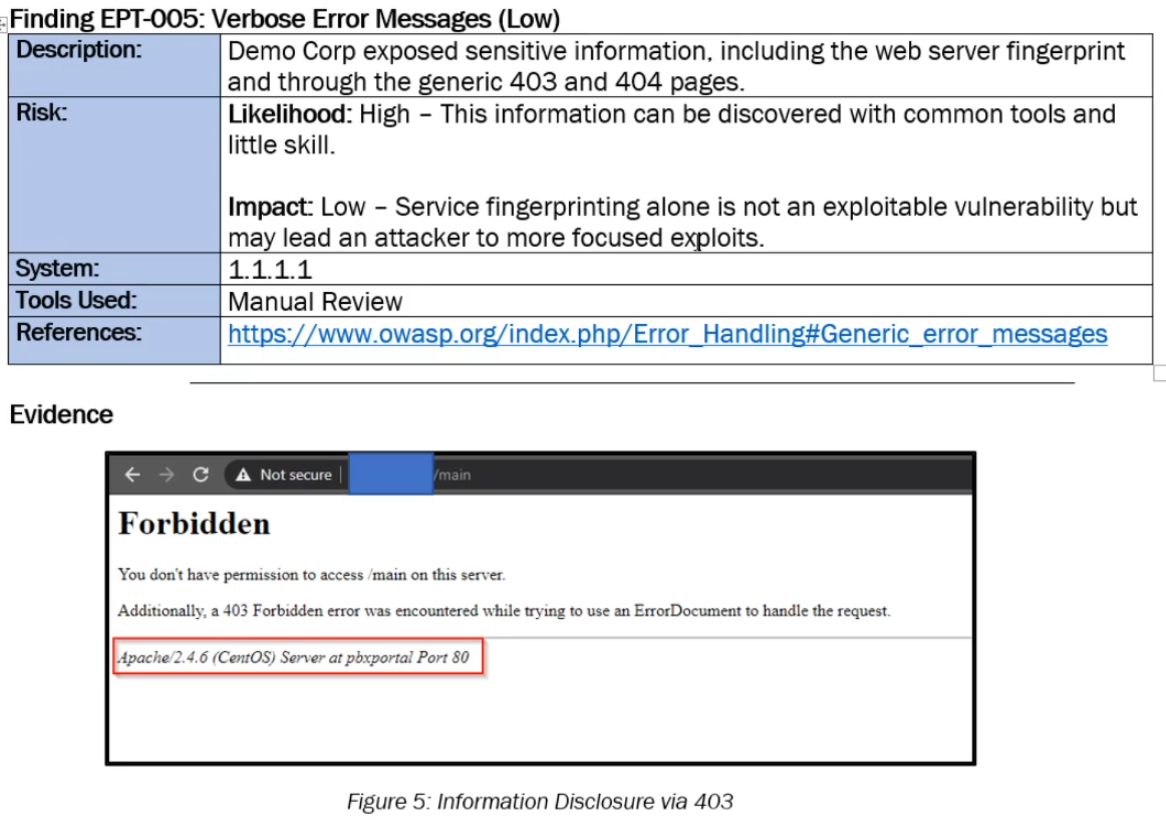 Finding EPT-005: Verbose Error Messages (Low)
Description:
Demo Corp exposed sensitive information, including the web server fingerprint
and through the generic 403 and 404 pages.
Risk:
Likelihood: High – This information can be discovered with common tools and
little skill.
Impact: Low – Service fingerprinting alone is not an exploitable vulnerability but
may lead an attacker to more focused exploits.
System:
1.1.1.1
Tools Used:
Manual Review
References:
https://www.owasp.org/index.php/Error_Handling#Generic_error_messages
Evidence
Not secure | /main
Forbidden
You don't have permission to access /main on this server.
Additionally, a 403 Forbidden error was encountered while trying to use an ErrorDocument to handle the request.
Apache/2.4.6 (CentOS) Server at pbxportal Port 80
Figure 5: Information Disclosure via 403